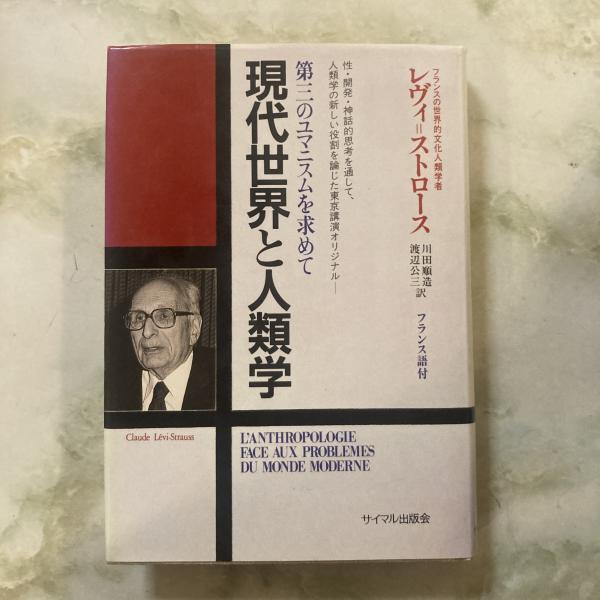 フランスの世界的文化人類学者
レヴィ=ストロース
川田順造
渡辺公三 訳
フランス語付
性・開発・神話的思考を通して、
人類学の新しい役割を論じた東京講演オリジナル—
第三のユマニスムを求めて
現代世界と人類学
Claude Lévi-Strauss
L'ANTHROPOLOGIE
FACE AUX PROBLEMES
DU MONDE MODERNE
サイマル出版会